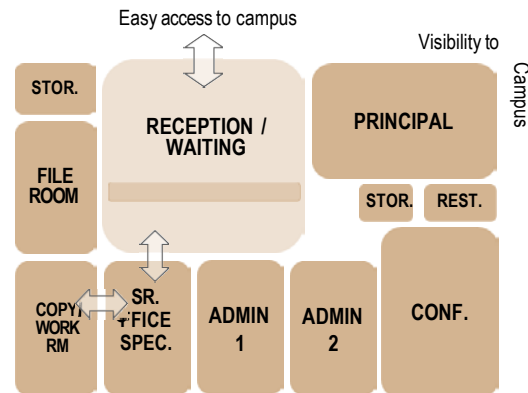 Easy access to campus
Visibility to
Campus
STOR.
RECEPTION /
WAITING
PRINCIPAL
FILE
ROOM
STOR.
REST.
COPY/
WORK
RM
SR.
FFICE
SPEC.
ADMIN
1
ADMIN
2
CONF.